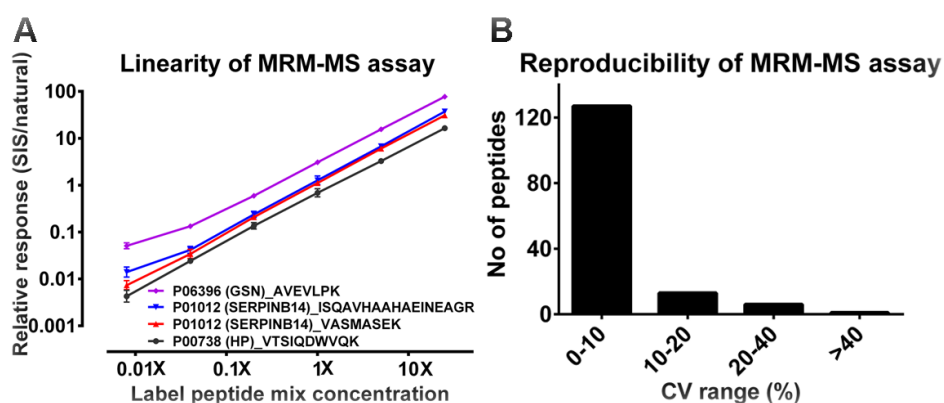 A
Linearity of MRM-MS assay
Relative response (SIS/natural)
100
10
1
0.1
0.01
0.001
P06396 (GSN)_AVEVLPK
P01012 (SERPINB14)_ISQAVHAAHAEINEAGR
P01012 (SERPINB14)_VASMASEK
P00738 (HP)_VTSIQDWVQK
0.01X 0.1X 1X 10X
Label peptide mix concentration
B
Reproducibility of MRM-MS assay
No of peptides
120
80
40
0
0-10 10-20 20-40 >40
CV range (%)